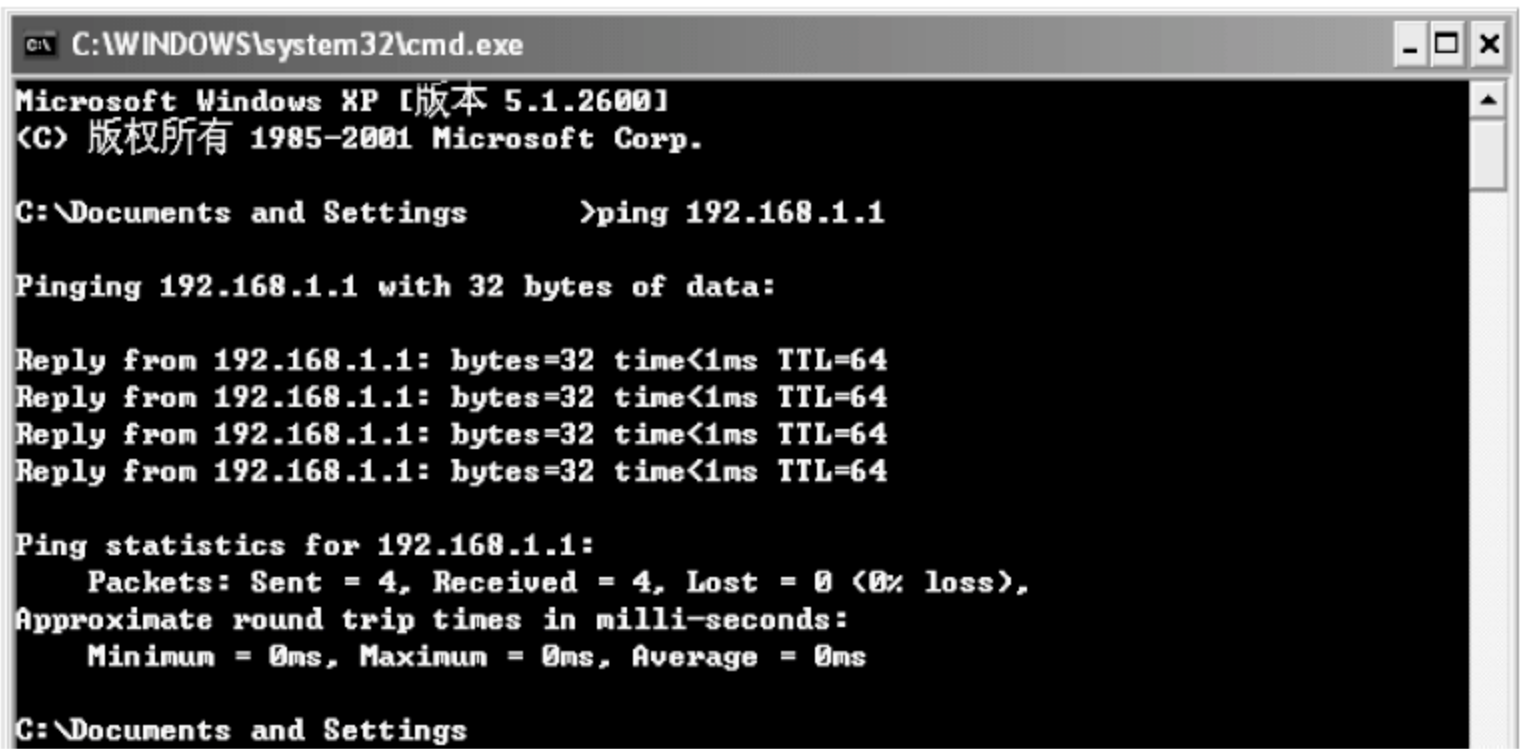 C:\WINDOWS\system32\cmd.exe
Microsoft Windows XP [版本 5.1.2600]
(C) 版权所有 1985-2001 Microsoft Corp.
C:\Documents and Settings      >ping 192.168.1.1
Pinging 192.168.1.1 with 32 bytes of data:
Reply from 192.168.1.1: bytes=32 time<1ms TTL=64
Reply from 192.168.1.1: bytes=32 time<1ms TTL=64
Reply from 192.168.1.1: bytes=32 time<1ms TTL=64
Reply from 192.168.1.1: bytes=32 time<1ms TTL=64
Ping statistics for 192.168.1.1:
    Packets: Sent = 4, Received = 4, Lost = 0 (0% loss),
Approximate round trip times in milli-seconds:
    Minimum = 0ms, Maximum = 0ms, Average = 0ms
C:\Documents and Settings